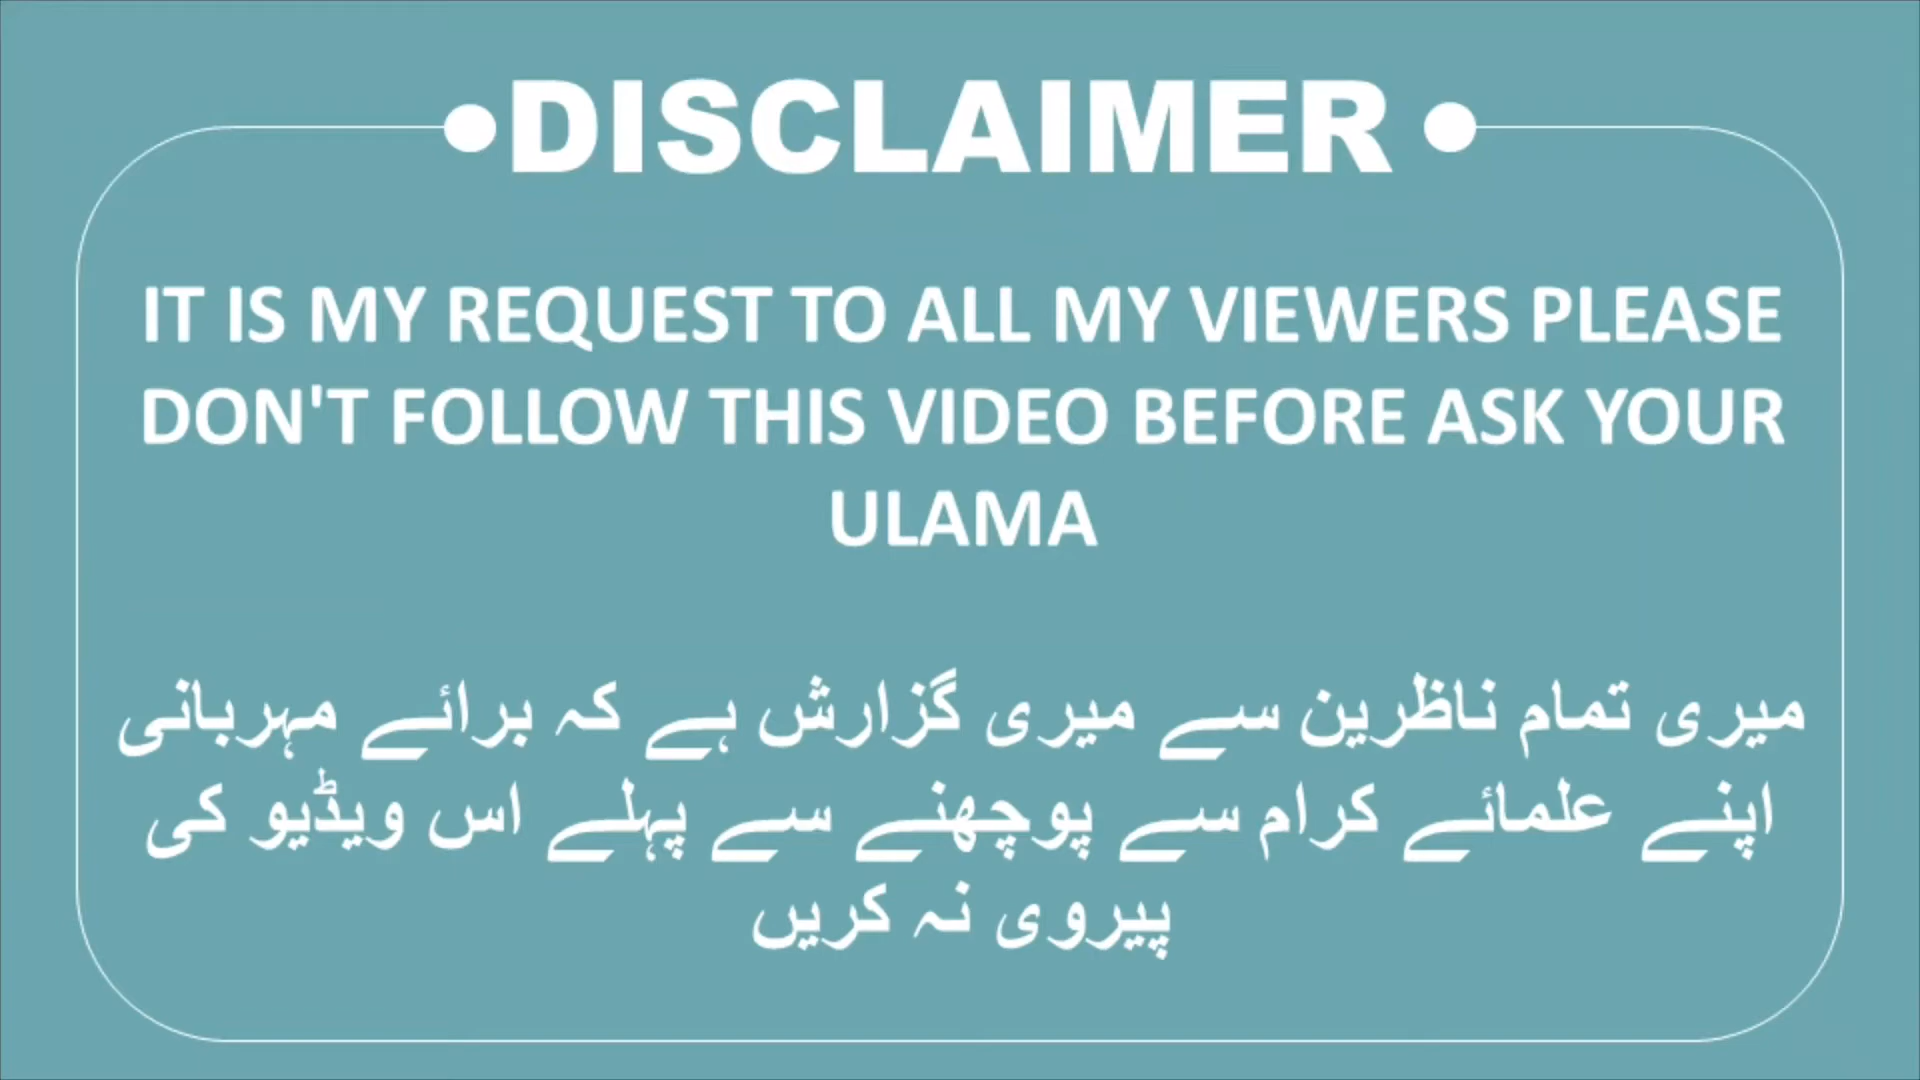 DISCLAIMER
IT IS MY REQUEST TO ALL MY VIEWERS PLEASE
DON'T FOLLOW THIS VIDEO BEFORE ASK YOUR
ULAMA
میری تمام ناظرین سے میری گزارش ہے کہ برائے مہربانی
اپنے علمائے کرام سے پوچھنے سے پہلے اس ویڈیو کی
پیروی نہ کریں